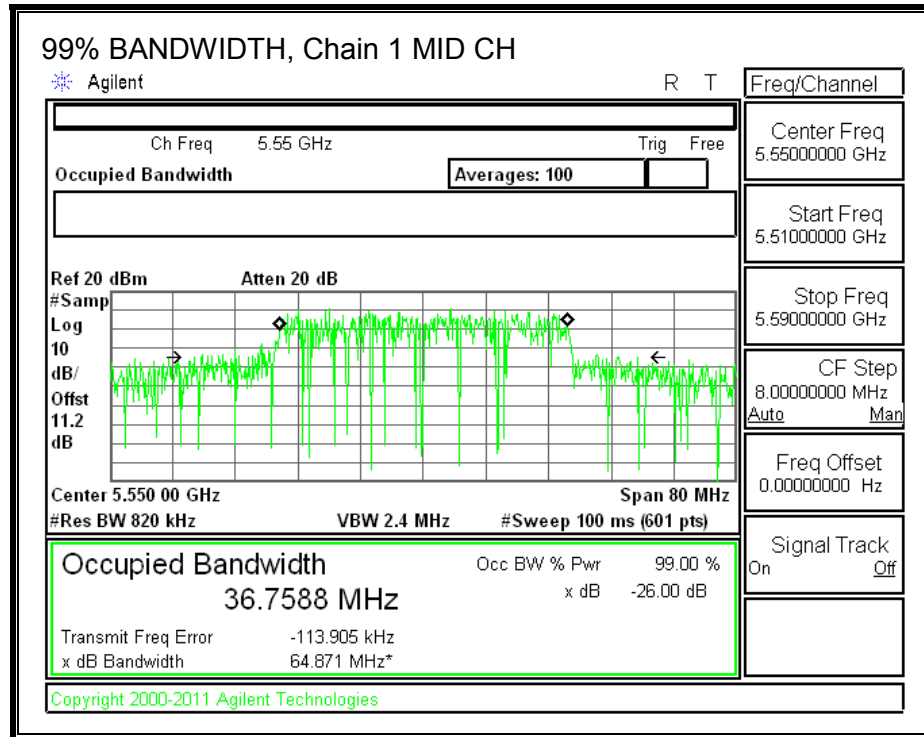 99% BANDWIDTH, Chain 1 MID CH
Agilent R T
Freq/Channel
Ch Freq 5.55 GHz Trig Free
Occupied Bandwidth Averages: 100
Center Freq
5.55000000 GHz
Start Freq
5.51000000 GHz
Stop Freq
5.59000000 GHz
CF Step
8.00000000 MHz
Auto Man
Freq Offset
0.00000000 Hz
Signal Track
On Off
Ref 20 dBm Atten 20 dB
#Samp
Log
10
dB/
Offst
11.2
dB
Center 5.550 00 GHz Span 80 MHz
#Res BW 820 kHz VBW 2.4 MHz #Sweep 100 ms (601 pts)
Occupied Bandwidth Occ BW % Pwr 99.00 %
36.7588 MHz x dB -26.00 dB
Transmit Freq Error -113.905 kHz
x dB Bandwidth 64.871 MHz*
Copyright 2000-2011 Agilent Technologies